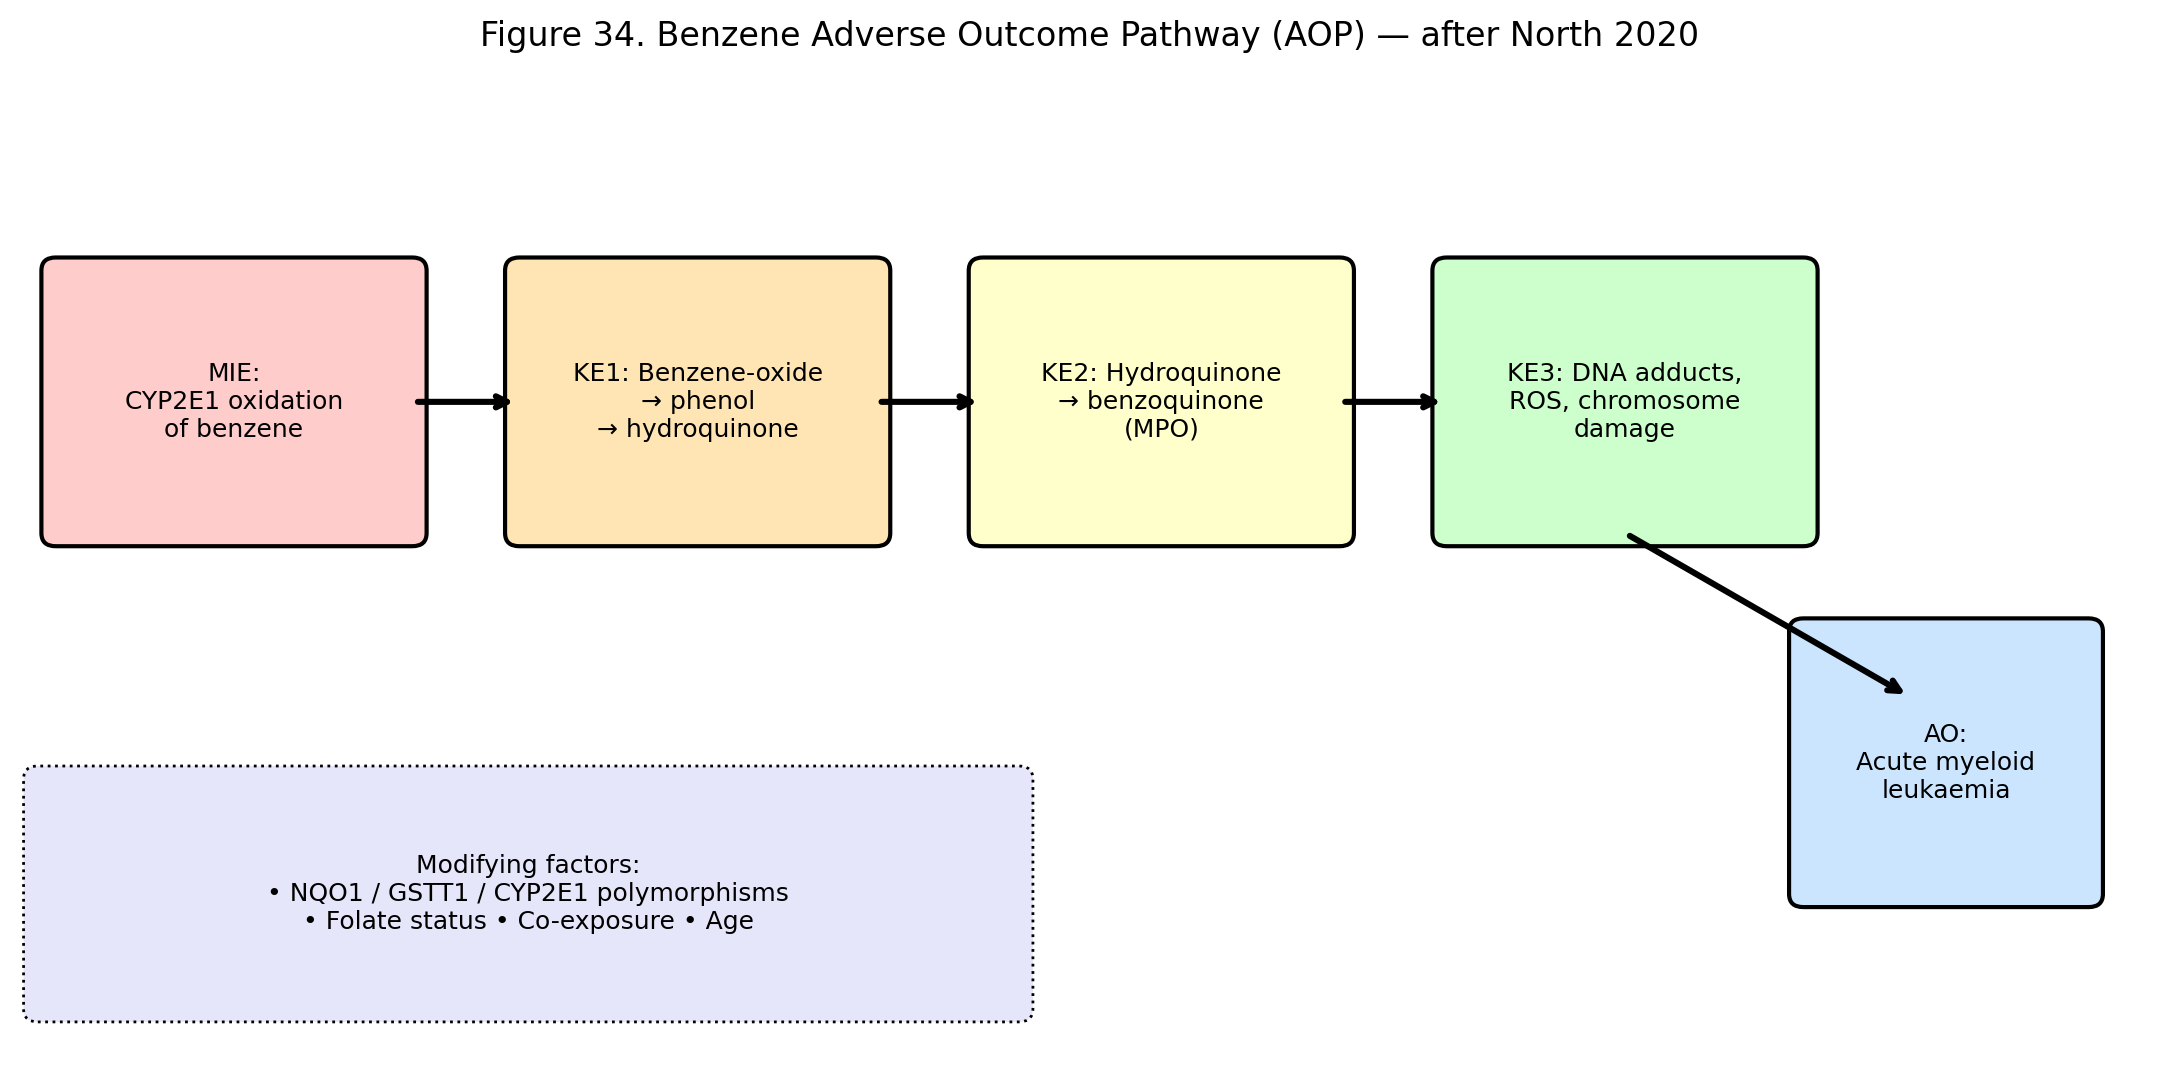 Figure 34. Benzene Adverse Outcome Pathway (AOP) — after North 2020
MIE:
CYP2E1 oxidation
of benzene
KE1: Benzene-oxide
→ phenol
→ hydroquinone
KE2: Hydroquinone
→ benzoquinone
(MPO)
KE3: DNA adducts,
ROS, chromosome
damage
AO:
Acute myeloid
leukaemia
Modifying factors:
• NQO1 / GSTT1 / CYP2E1 polymorphisms
• Folate status • Co-exposure • Age